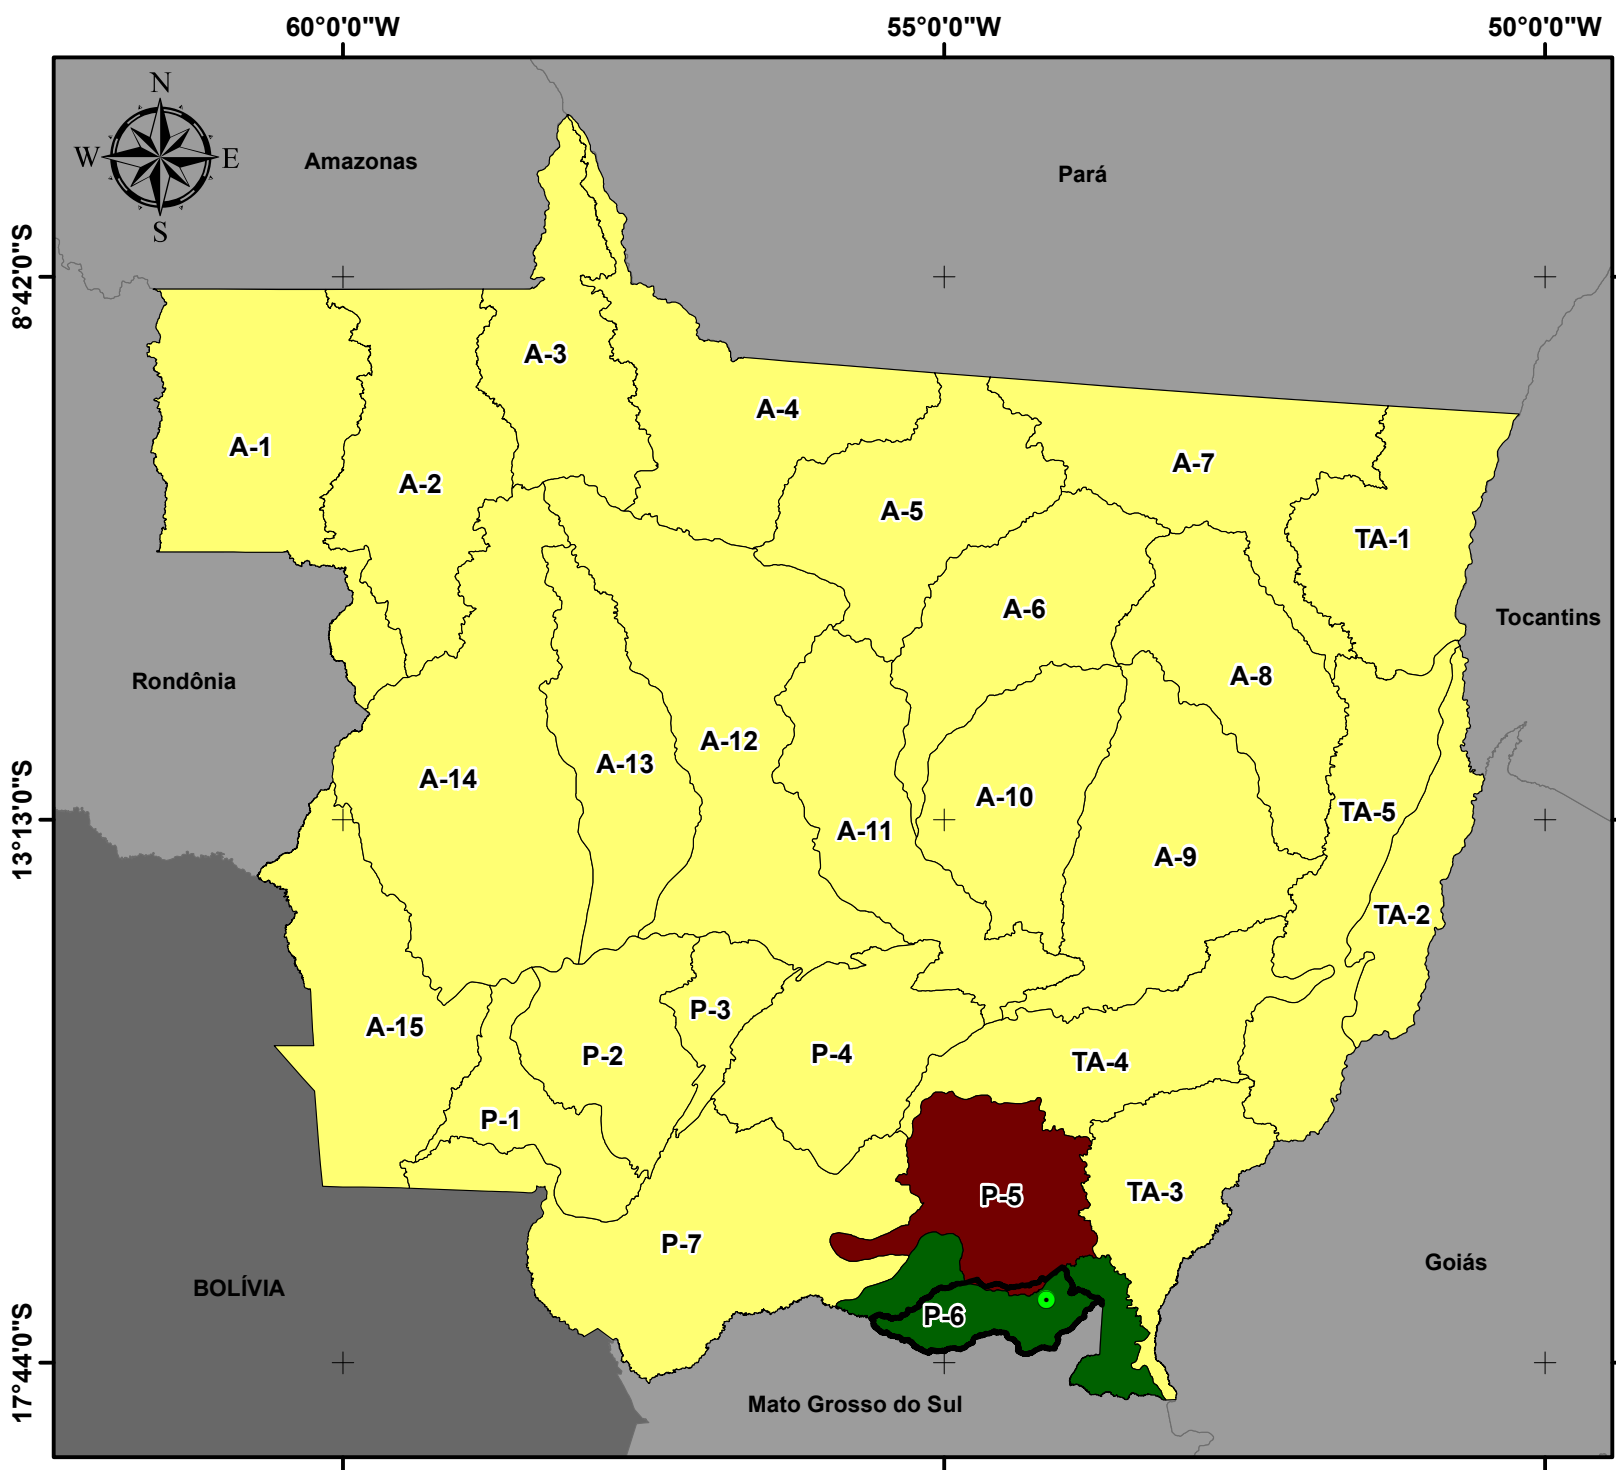 60°0'0"W
55°0'0"W
50°0'0"W
N
W
E
S
Amazonas
Pará
8°42'0"S
A-3
A-4
A-1
A-7
A-2
A-5
TA-1
A-6
Tocantins
Rondônia
A-8
A-12
A-13
A-14
A-10
TA-5
13°13'0"S
A-11
A-9
TA-2
P-3
A-15
P-2
P-4
TA-4
P-1
TA-3
P-5
P-7
Goiás
BOLÍVIA
P-6
17°44'0"S
Mato Grosso do Sul